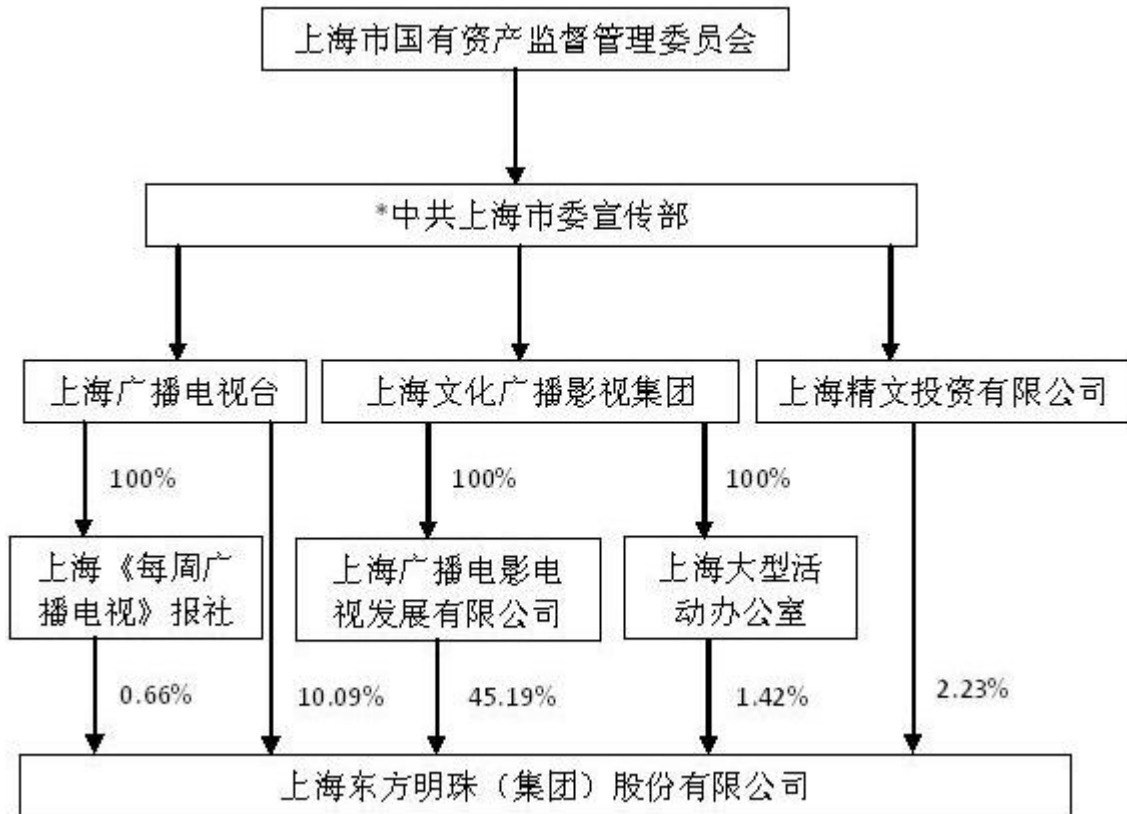 上海市国有资产监督管理委员会
*中共上海市委宣传部
上海广播电视台
上海文化广播影视集团
上海精文投资有限公司
100%
100%
100%
上海《每周广
播电视》报社
上海广播电影电
视发展有限公司
上海大型活
动办公室
0.66%
10.09%
45.19%
1.42%
2.23%
上海东方明珠（集团）股份有限公司